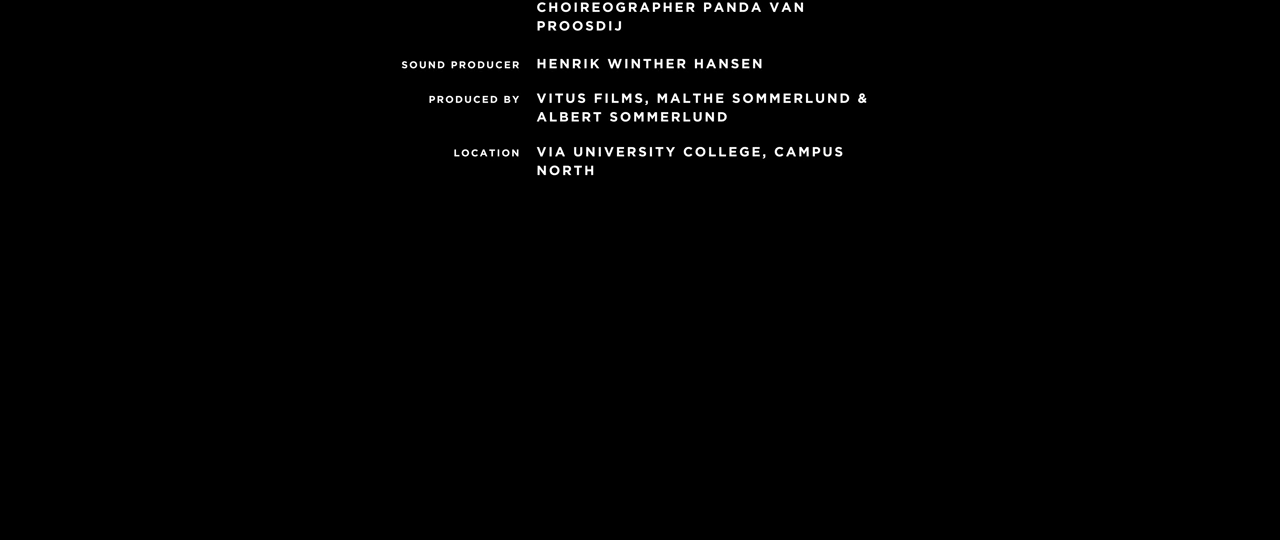 CHOIREOGRAPHER PANDA VAN
PROOSDIJ
SOUND PRODUCER HENRIK WINTHER HANSEN
PRODUCED BY VITUS FILMS, MALTHE SOMMERLUND &
ALBERT SOMMERLUND
LOCATION VIA UNIVERSITY COLLEGE, CAMPUS
NORTH